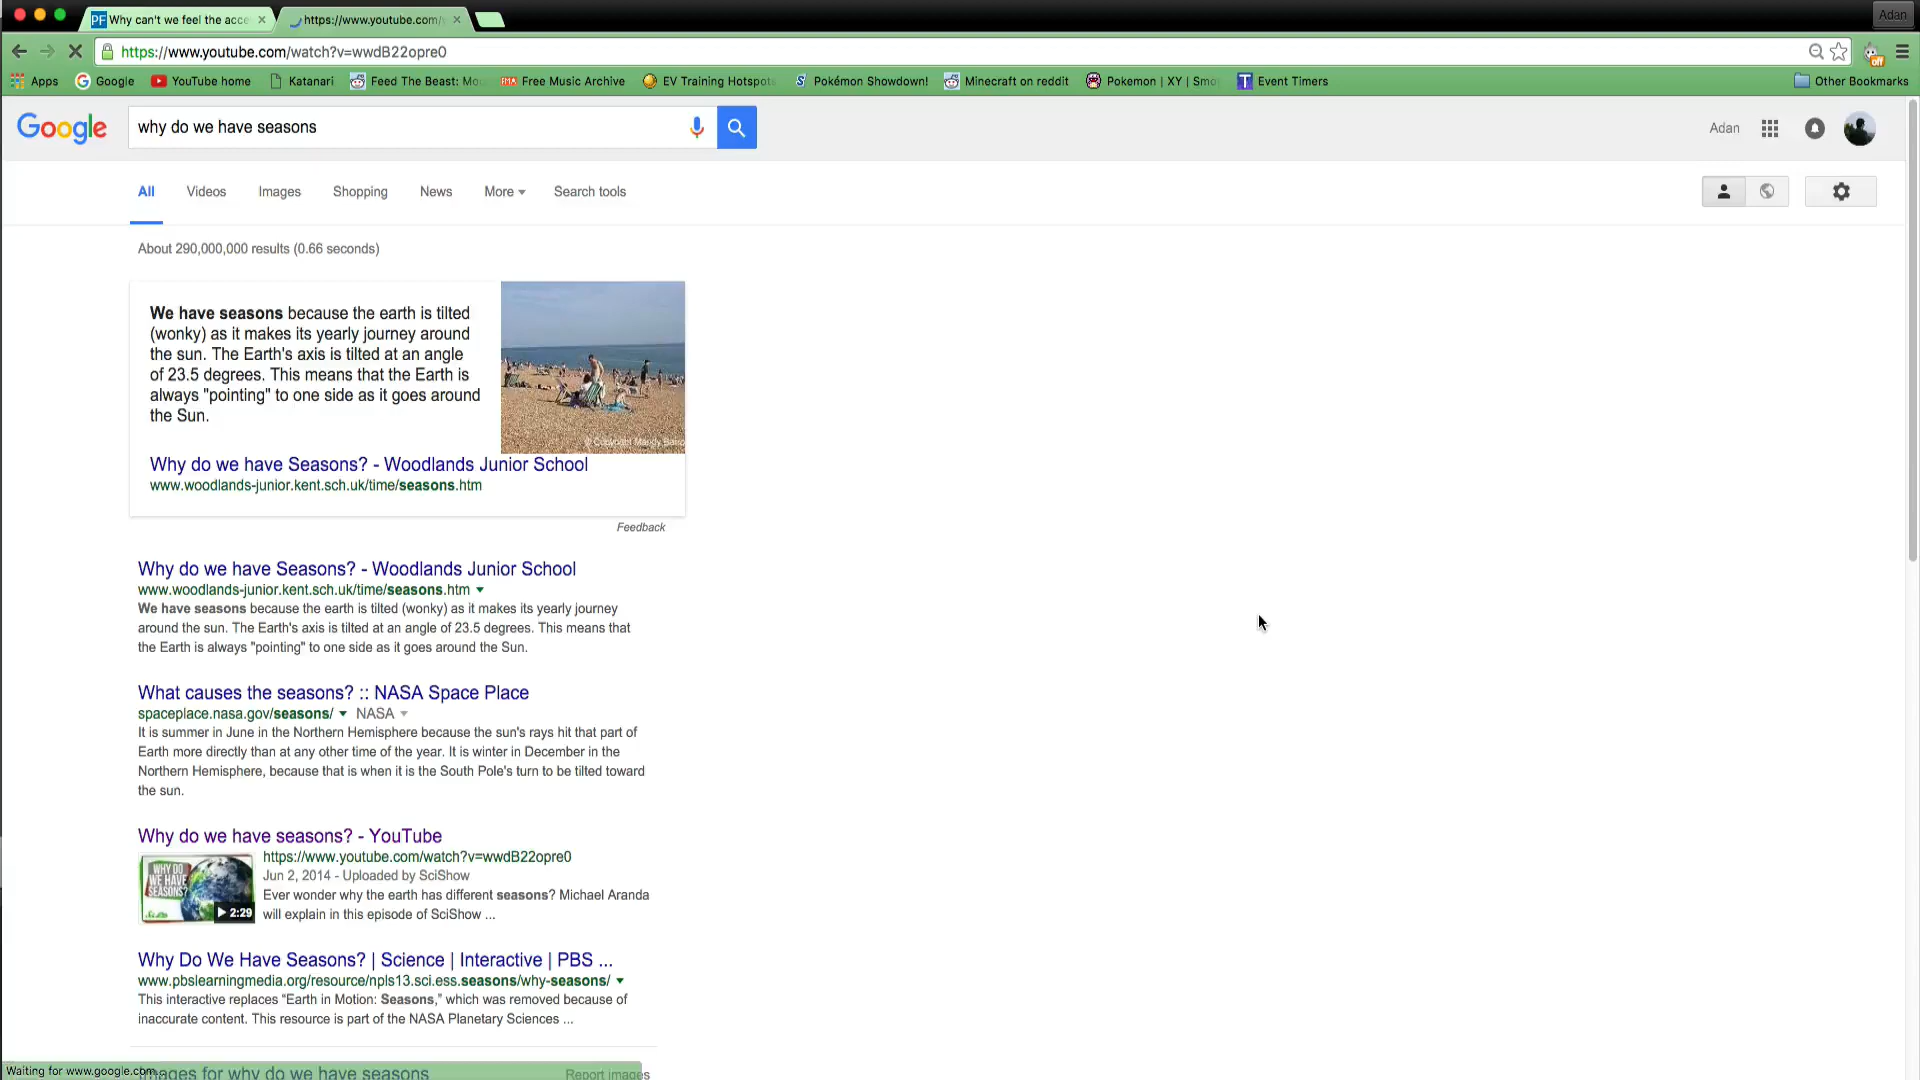 Why can't we feel the acce
https://www.youtube.com/
Adan
https://www.youtube.com/watch?v=wwdB22opre0
Apps
Google
YouTube home
Katanari
Feed The Beast: Mo
Free Music Archive
EV Training Hotspot
Pokémon Showdown!
Minecraft on reddit
Pokemon | XY | Smo
Event Timers
Other Bookmarks
Google
why do we have seasons
Adan
All
Videos
Images
Shopping
News
More
Search tools
About 290,000,000 results (0.66 seconds)
We have seasons because the earth is tilted
(wonky) as it makes its yearly journey around
the sun. The Earth's axis is tilted at an angle
of 23.5 degrees. This means that the Earth is
always "pointing" to one side as it goes around
the Sun.
Why do we have Seasons? - Woodlands Junior School
www.woodlands-junior.kent.sch.uk/time/seasons.htm
Feedback
Why do we have Seasons? - Woodlands Junior School
www.woodlands-junior.kent.sch.uk/time/seasons.htm
We have seasons because the earth is tilted (wonky) as it makes its yearly journey
around the sun. The Earth's axis is tilted at an angle of 23.5 degrees. This means that
the Earth is always "pointing" to one side as it goes around the Sun.
What causes the seasons? :: NASA Space Place
spaceplace.nasa.gov/seasons/ NASA
It is summer in June in the Northern Hemisphere because the sun's rays hit that part of
Earth more directly than at any other time of the year. It is winter in December in the
Northern Hemisphere, because that is when it is the South Pole's turn to be tilted toward
the sun.
Why do we have seasons? - YouTube
WHY DO
WE HAVE
SEASONS?
2:29
https://www.youtube.com/watch?v=wwdB22opre0
Jun 2, 2014 - Uploaded by SciShow
Ever wonder why the earth has different seasons? Michael Aranda
will explain in this episode of SciShow ...
Why Do We Have Seasons? | Science | Interactive | PBS ...
www.pbslearningmedia.org/resource/npls13.sci.ess.seasons/why-seasons/
This interactive replaces “Earth in Motion: Seasons,” which was removed because of
inaccurate content. This resource is part of the NASA Planetary Sciences ...
Waiting for www.google.com...
Images for why do we have seasons
Report images